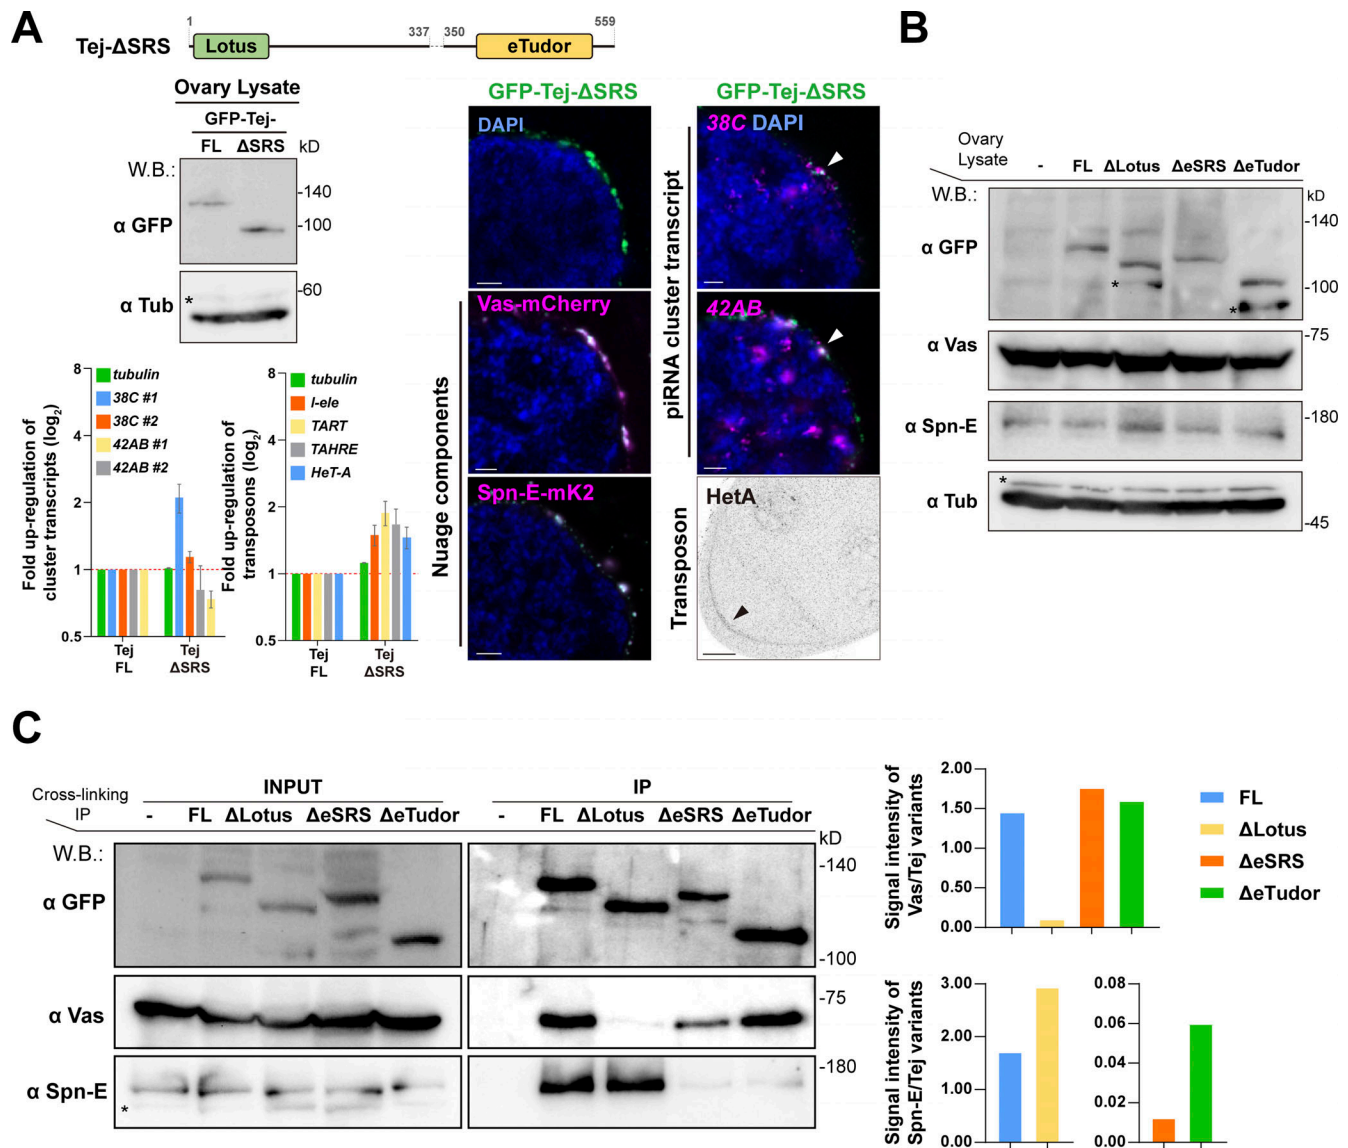 A
1
337
350
559
Tej-ΔSRS
Lotus
eTudor
Ovary Lysate
GFP-Tej-
FL ΔSRS kD
W.B.:
-140
α GFP
-100
-60
*
α Tub
8
4
2
1
0.5
Fold up-regulation of
cluster transcripts (log2)
tubulin
38C #1
38C #2
42AB #1
42AB #2
Tej
FL
Tej
ΔSRS
8
4
2
1
0.5
Fold up-regulation of
transposons (log2)
tubulin
I-ele
TART
TAHRE
HeT-A
Tej
FL
Tej
ΔSRS
GFP-Tej-ΔSRS
DAPI
Nuage components
Vas-mCherry
Spn-E-mK2
GFP-Tej-ΔSRS
piRNA cluster transcript
38C DAPI
42AB
Transposon
HetA
B
Ovary
Lysate
- FL ΔLotus ΔeSRS ΔeTudor
W.B.:
kD
-140
α GFP
-100
*
*
-75
α Vas
-180
α Spn-E
*
α Tub
-45
C
Cross-linking
IP
INPUT
- FL ΔLotus ΔeSRS ΔeTudor
IP
- FL ΔLotus ΔeSRS ΔeTudor
kD
W.B.:
-140
α GFP
-100
-75
α Vas
-180
α Spn-E
*
Signal intensity of
Vas/Tej variants
2.00
1.50
1.00
0.50
0.00
FL
ΔLotus
ΔeSRS
ΔeTudor
Signal intensity of
Spn-E/Tej variants
3.00
2.00
1.00
0.00
0.08
0.06
0.04
0.02
0.00